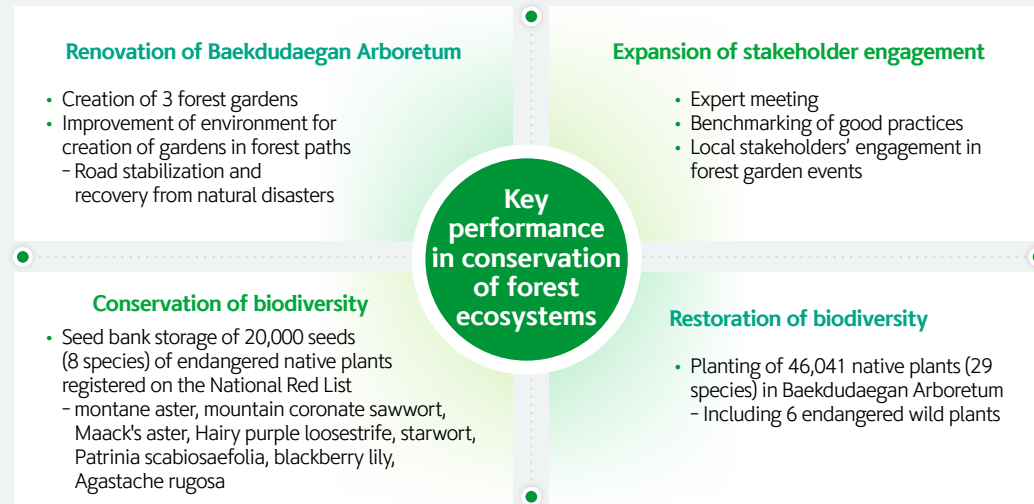 Renovation of Baekdudaegan Arboretum
• Creation of 3 forest gardens
• Improvement of environment for
creation of gardens in forest paths
- Road stabilization and
recovery from natural disasters
Expansion of stakeholder engagement
• Expert meeting
• Benchmarking of good practices
• Local stakeholders' engagement in
forest garden events
Key
performance
in conservation
of forest
ecosystems
Conservation of biodiversity
• Seed bank storage of 20,000 seeds
(8 species) of endangered native plants
registered on the National Red List
- montane aster, mountain coronate sawwort,
Maack's aster, Hairy purple loosestrife, starwort,
Patrinia scabiosaefolia, blackberry lily,
Agastache rugosa
Restoration of biodiversity
• Planting of 46,041 native plants (29
species) in Baekdudaegan Arboretum
- Including 6 endangered wild plants